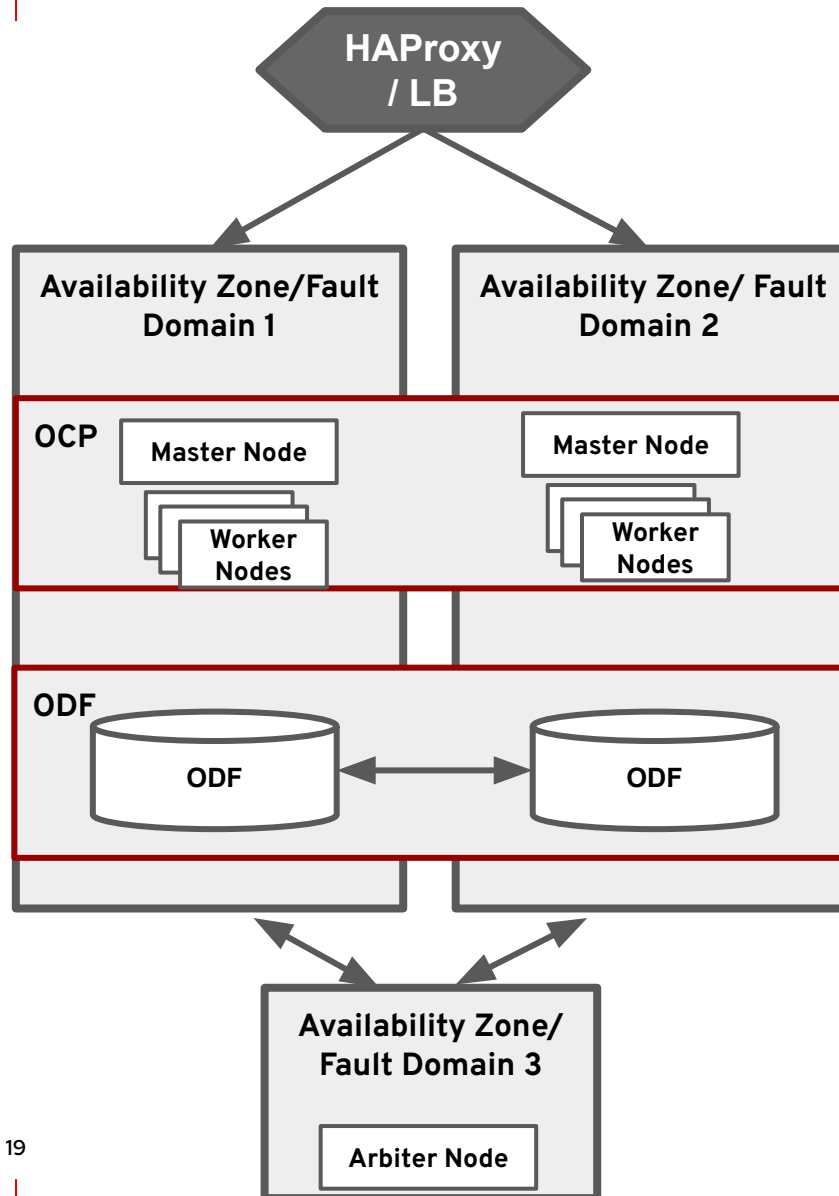 HAProxy
/ LB
Availability Zone/Fault
Domain 1
Availability Zone/ Fault
Domain 2
OCP
Master Node
Worker
Nodes
Master Node
Worker
Nodes
ODF
ODF
ODF
Availability Zone/
Fault Domain 3
Arbiter Node
19